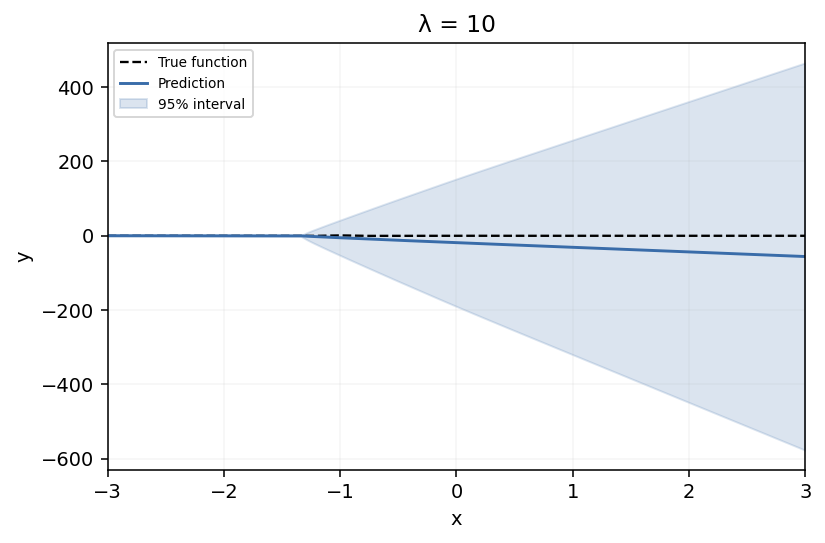 λ = 10
True function
Prediction
95% interval
400
200
0
−200
−400
−600
y
−3 −2 −1 0 1 2 3
x